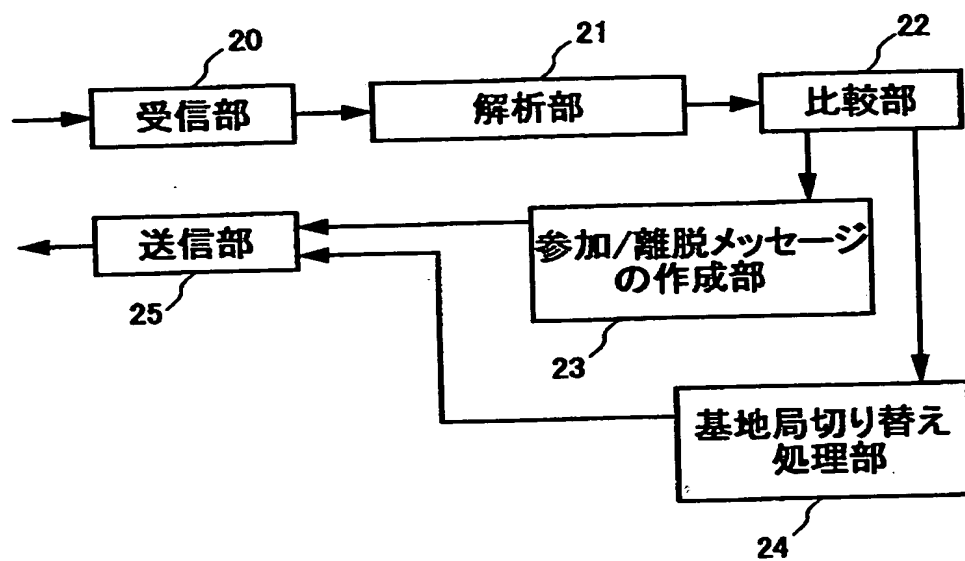 20
21
22
受信部
解析部
比較部
送信部
25
参加/離脱メッセージ
の作成部
23
基地局切り替え
処理部
24